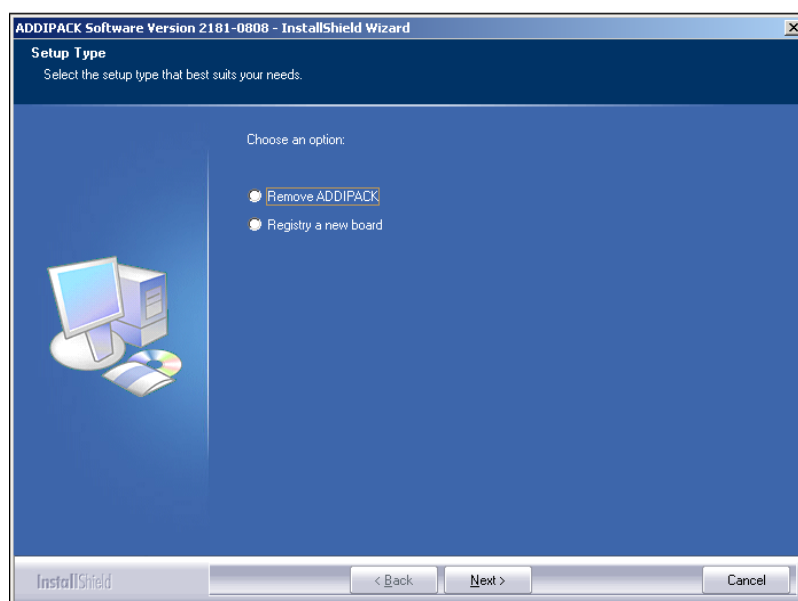 ADDIPACK Software Version 2181-0808 - InstallShield Wizard
Setup Type
Select the setup type that best suits your needs.
Choose an option:
Remove ADDIPACK
Registry a new board
InstallShield
< Back
Next >
Cancel